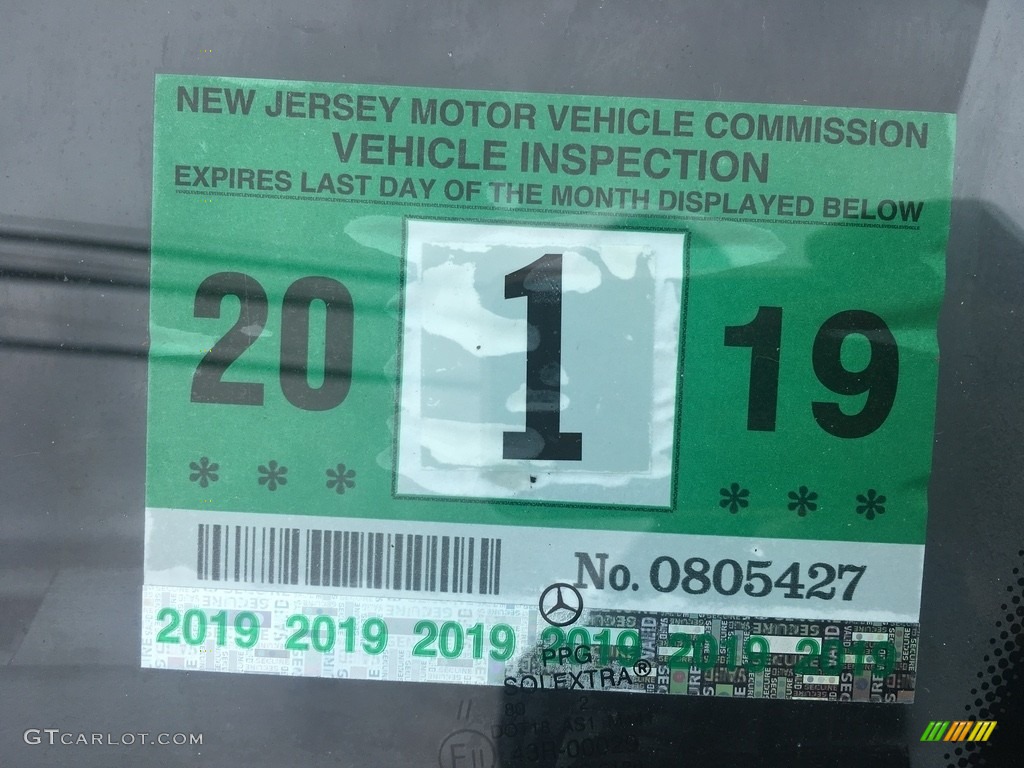 NEW JERSEY MOTOR VEHICLE COMMISSION
VEHICLE INSPECTION
EXPIRES LAST DAY OF THE MONTH DISPLAYED BELOW
20 1 19
*** ***
No. 0805427
2019 2019 2019 2019 2019 2019
PPG
SOLEXTRA®
GTCARLOT.COM